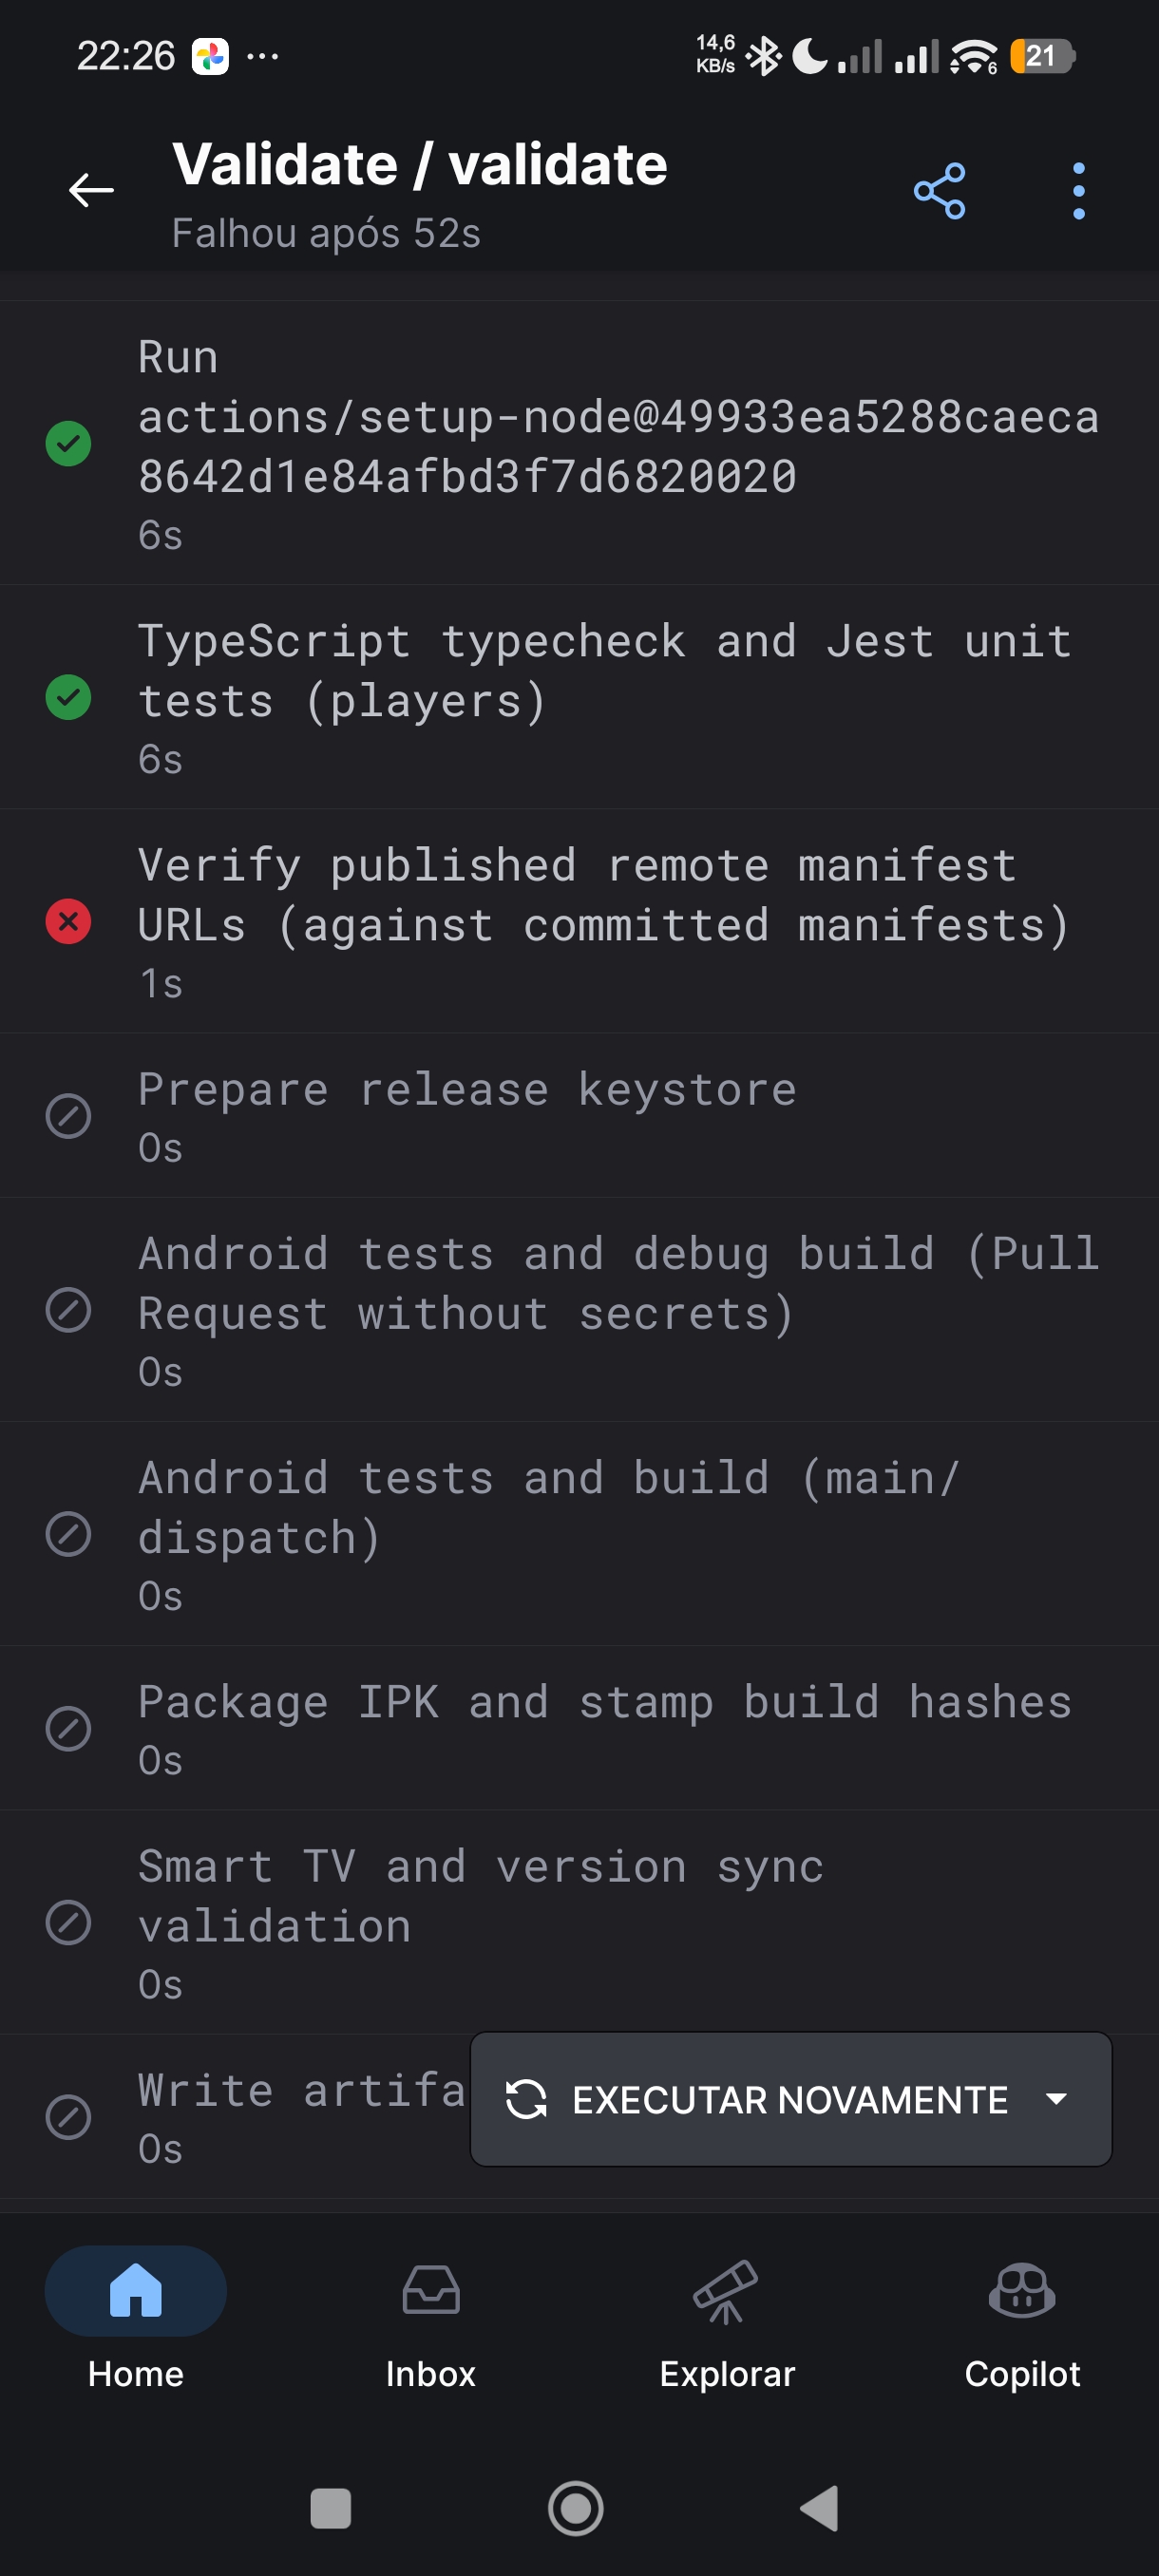 22:26 ...
14,6
KB/s
6
21
Validate / validate
Falhou após 52s
Run
actions/setup-node@49933ea5288caeca
8642d1e84afbd3f7d6820020
6s
TypeScript typecheck and Jest unit
tests (players)
6s
Verify published remote manifest
URLs (against committed manifests)
1s
Prepare release keystore
0s
Android tests and debug build (Pull
Request without secrets)
0s
Android tests and build (main/
dispatch)
0s
Package IPK and stamp build hashes
0s
Smart TV and version sync
validation
0s
Write artifa
0s
EXECUTAR NOVAMENTE
Home
Inbox
Explorar
Copilot